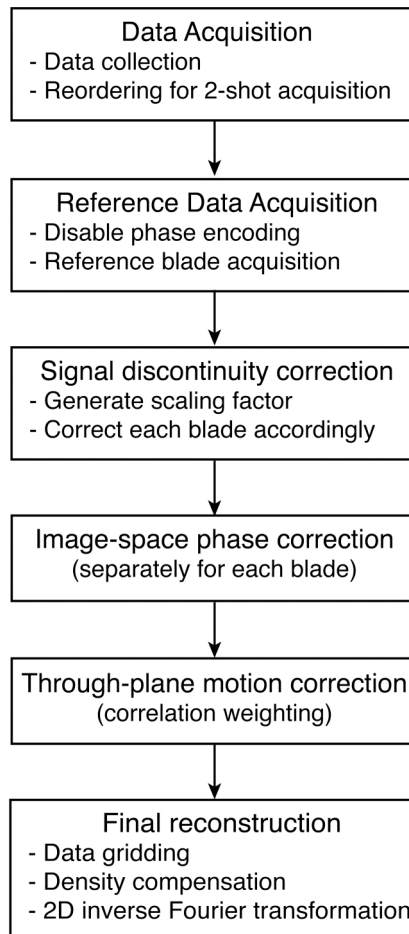 Data Acquisition
- Data collection
- Reordering for 2-shot acquisition
Reference Data Acquisition
- Disable phase encoding
- Reference blade acquisition
Signal discontinuity correction
- Generate scaling factor
- Correct each blade accordingly
Image-space phase correction
(separately for each blade)
Through-plane motion correction
(correlation weighting)
Final reconstruction
- Data gridding
- Density compensation
- 2D inverse Fourier transformation